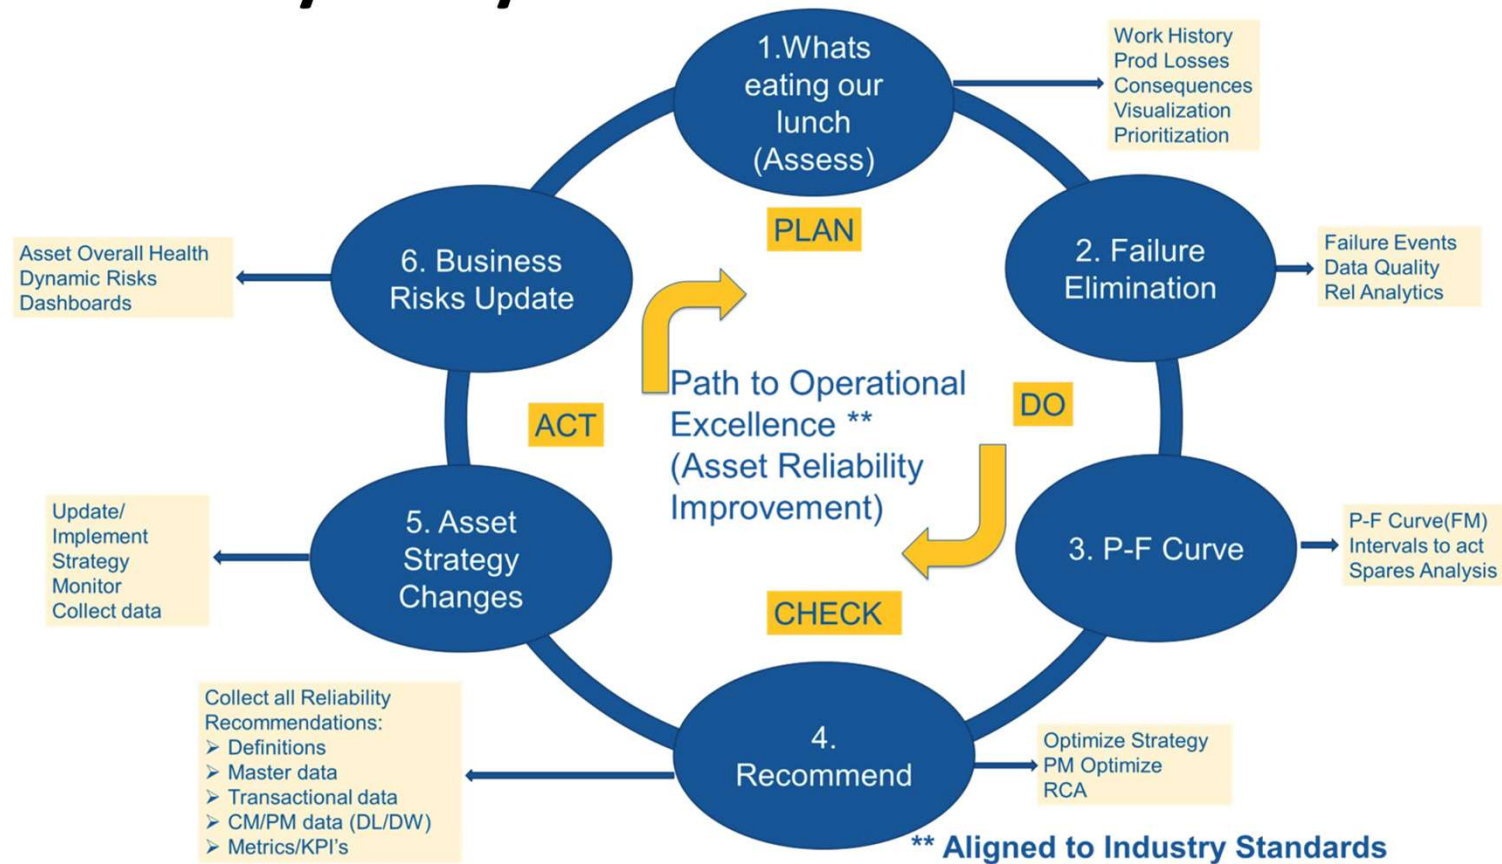 1.Whats
eating our
lunch
(Assess)
Work History
Prod Losses
Consequences
Visualization
Prioritization
PLAN
2. Failure
Elimination
Failure Events
Data Quality
Rel Analytics
6. Business
Risks Update
Asset Overall Health
Dynamic Risks
Dashboards
Path to Operational
Excellence **
(Asset Reliability
Improvement)
DO
ACT
3. P-F Curve
P-F Curve(FM)
Intervals to act
Spares Analysis
5. Asset
Strategy
Changes
Update/
Implement
Strategy
Monitor
Collect data
CHECK
4.
Recommend
Optimize Strategy
PM Optimize
RCA
Collect all Reliability
Recommendations:
➢ Definitions
➢ Master data
➢ Transactional data
➢ CM/PM data (DL/DW)
➢ Metrics/KPI's
** Aligned to Industry Standards